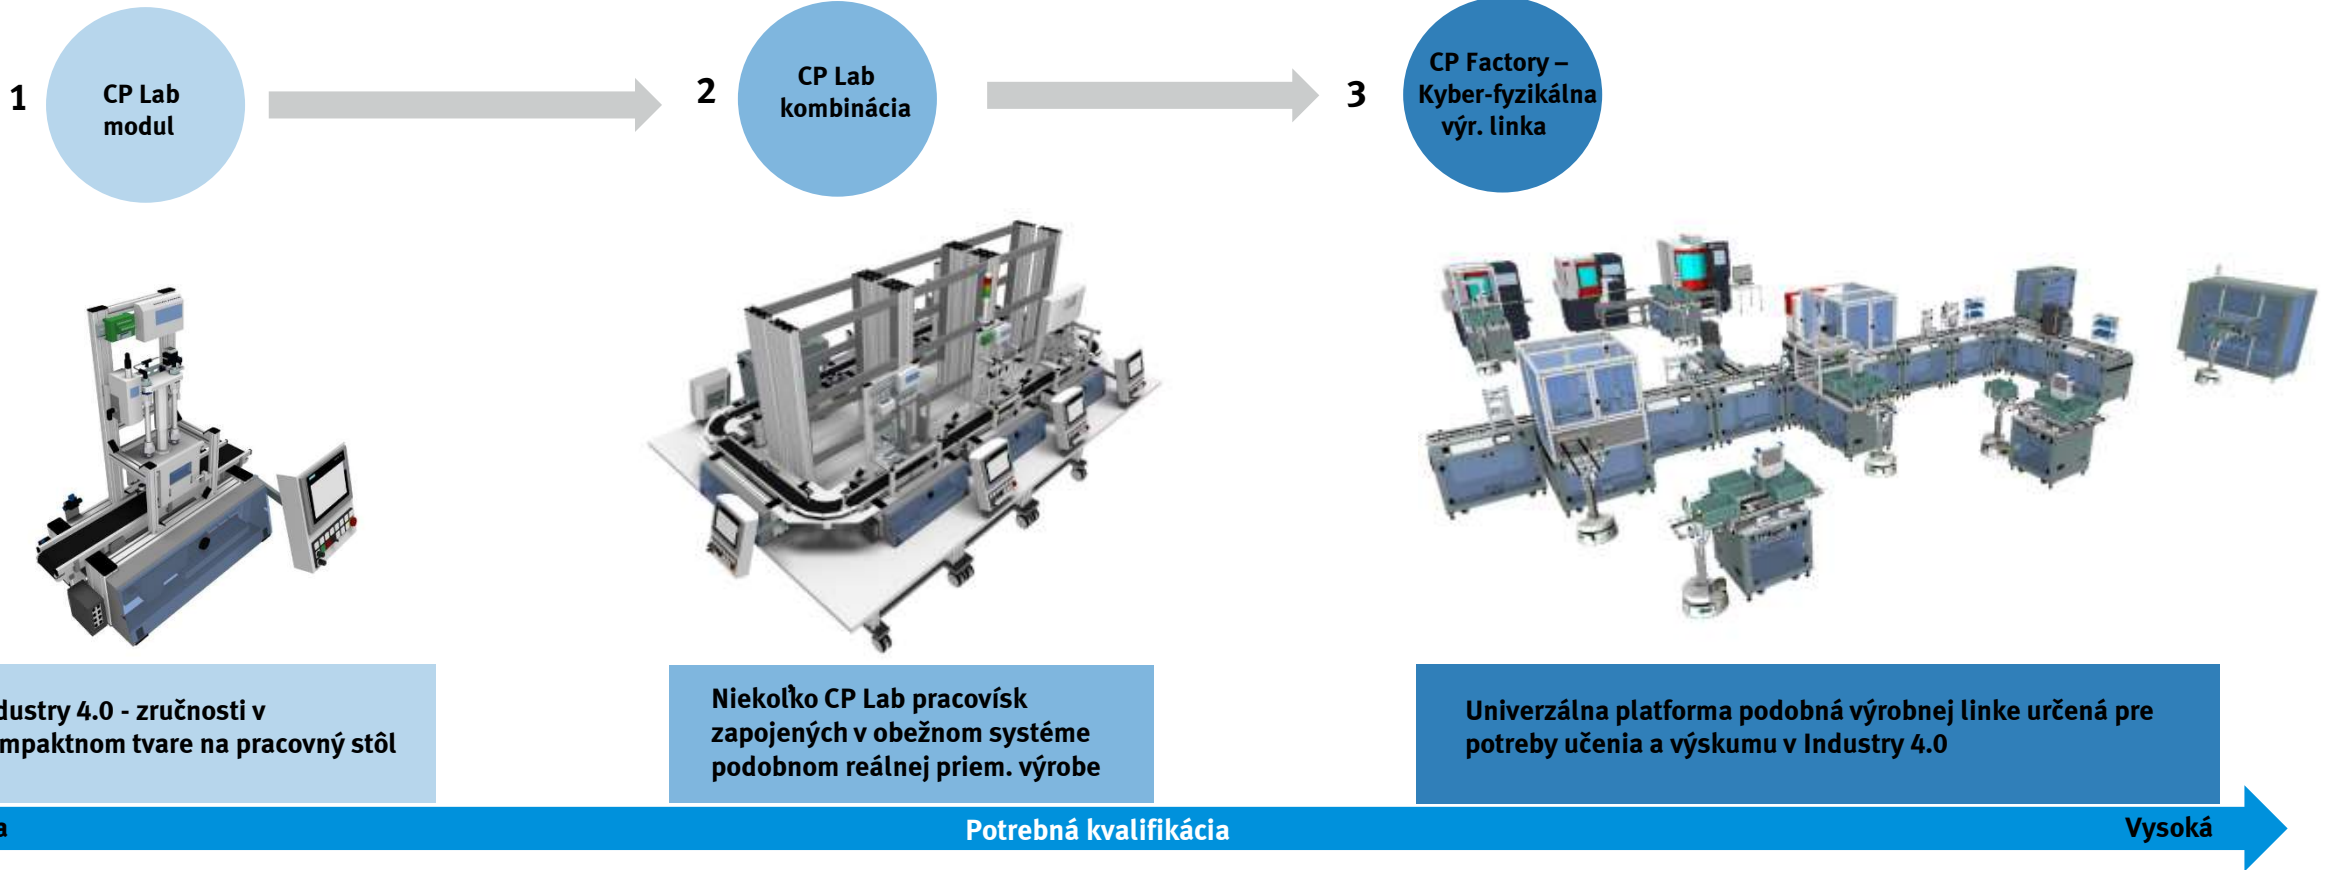 1
CP Lab
modul
2
CP Lab
kombinácia
3
CP Factory –
Kyber-fyzikálna
výr. linka
dustry 4.0 - zručnosti v
mpaktnom tvare na pracovný stôl
Niekoľko CP Lab pracovísk
zapojených v obežnom systéme
podobnom reálnej priem. výrobe
Univerzálna platforma podobná výrobnej linke určená pre
potreby učenia a výskumu v Industry 4.0
a
Potrebná kvalifikácia
Vysoká